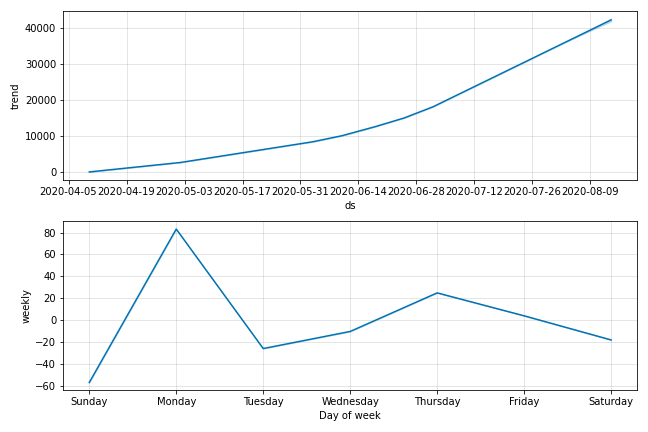 40000
30000
20000
10000
0
trend
2020-04-05 2020-04-19 2020-05-03 2020-05-17 2020-05-31 2020-06-14 2020-06-28 2020-07-12 2020-07-26 2020-08-09
ds
80
60
40
20
0
−20
−40
−60
weekly
Sunday Monday Tuesday Wednesday Thursday Friday Saturday
Day of week